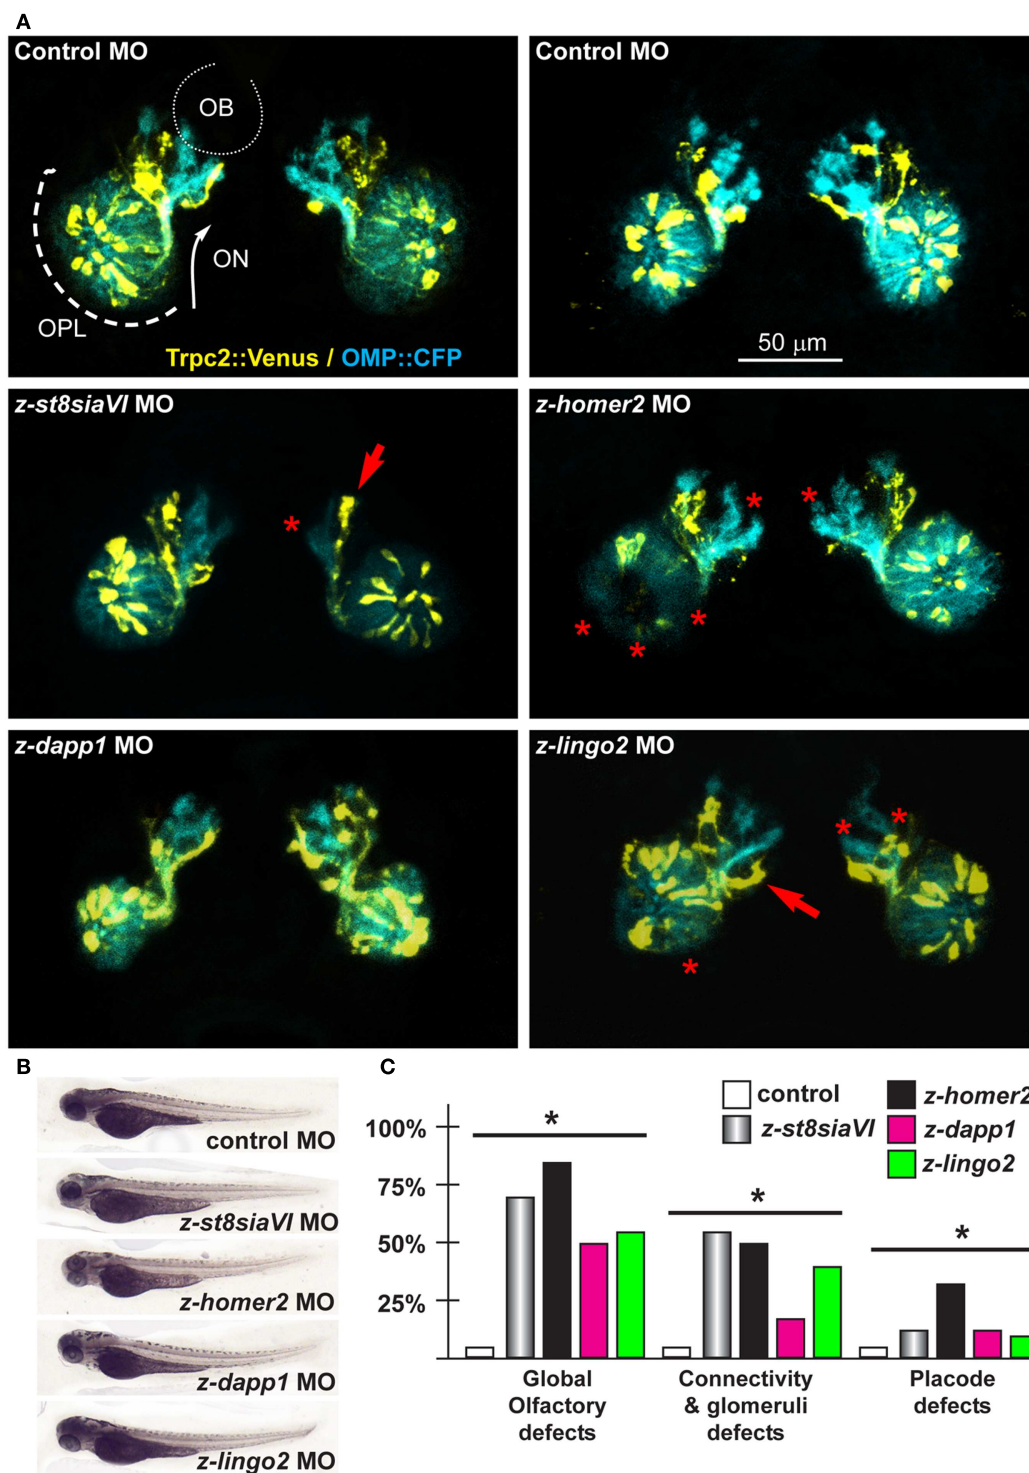 A
Control MO
OB
ON
OPL
Trpc2::Venus / OMP::CFP
Control MO
50 μm
z-st8siaVI MO
*
z-homer2 MO
*
*
*
*
*
z-dapp1 MO
z-lingo2 MO
*
*
*
B
control MO
z-st8siaVI MO
z-homer2 MO
z-dapp1 MO
z-lingo2 MO
C
control
z-st8siaVI
z-homer2
z-dapp1
z-lingo2
100%
75%
50%
25%
*
*
*
Global
Olfactory
defects
Connectivity
& glomeruli
defects
Placode
defects